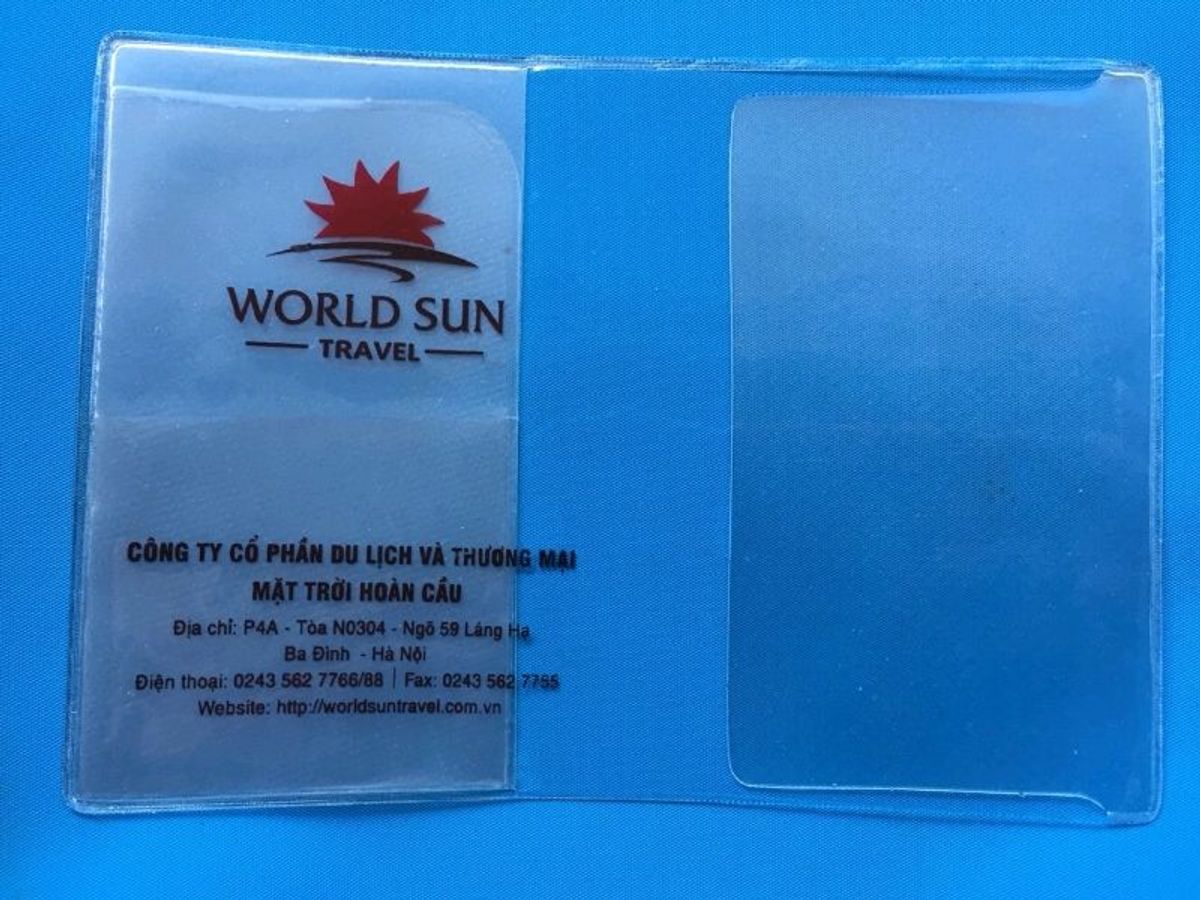 WORLD SUN
TRAVEL
CÔNG TY CỔ PHẦN DU LỊCH VÀ THƯƠNG MẠI
MẶT TRỜI HOÀN CẦU
Địa chỉ: P4A - Tòa N0304 - Ngõ 59 Láng Hạ
Ba Đình - Hà Nội
Điện thoại: 0243 562 7766/88 | Fax: 0243 562 7755
Website: http://worldsuntravel.com.vn